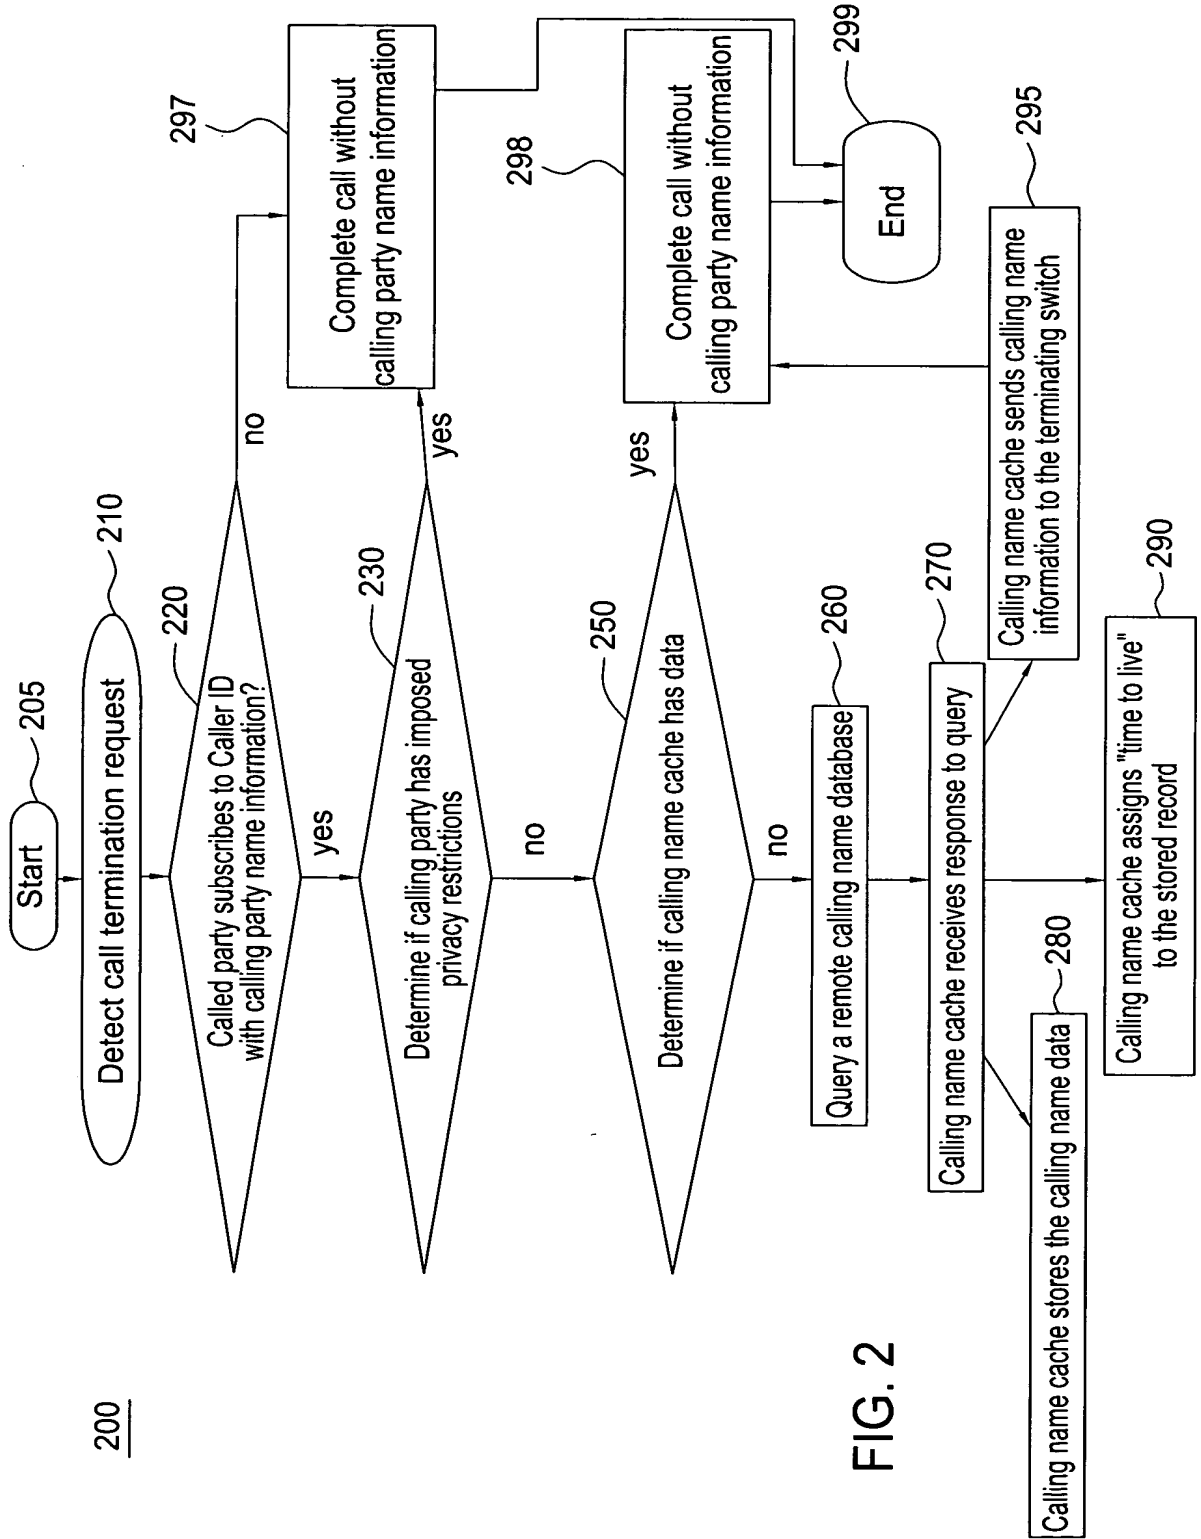 200
Start
205
Detect call termination request
210
Called party subscribes to Caller ID
with calling party name information?
220
no
yes
Complete call without
calling party name information
297
Determine if calling party has imposed
privacy restrictions
230
yes
no
Determine if calling name cache has data
250
yes
no
Complete call without
calling party name information
298
End
299
Query a remote calling name database
260
Calling name cache receives response to query
270
Calling name cache stores the calling name data
280
Calling name cache assigns "time to live"
to the stored record
290
Calling name cache sends calling name
information to the terminating switch
295
FIG. 2